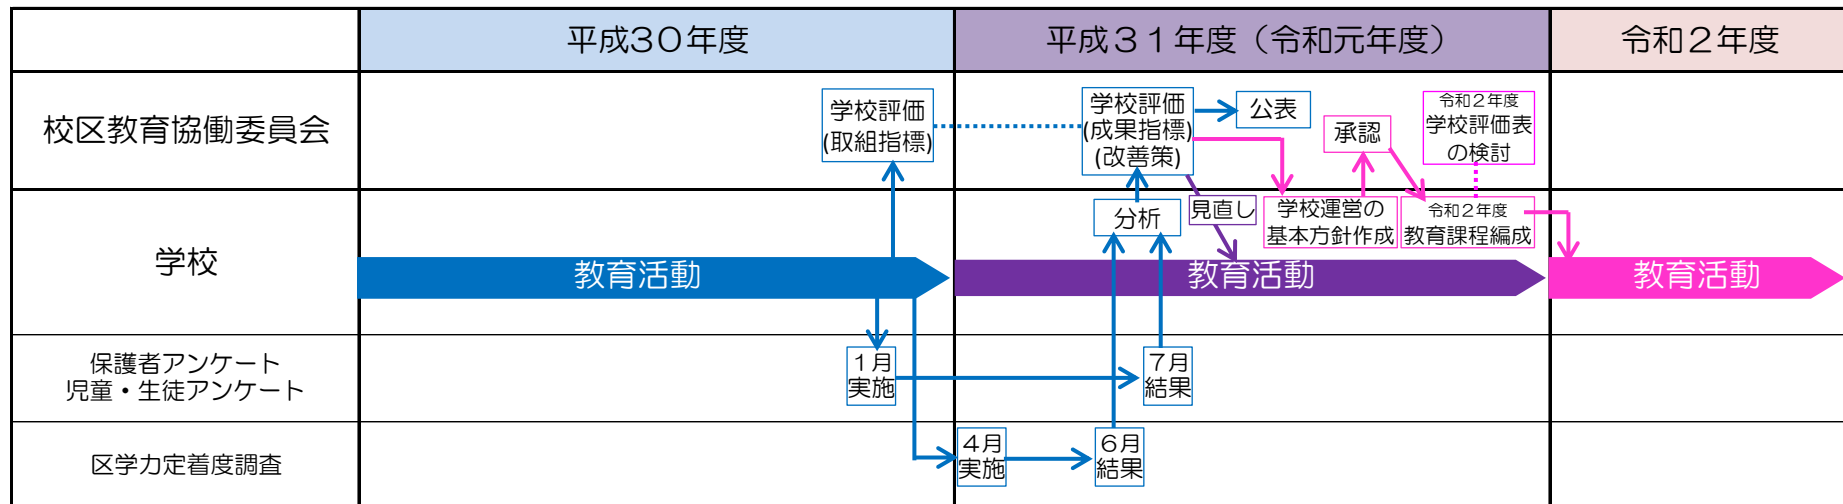 平成30年度
平成31年度（令和元年度）
令和2年度
校区教育協働委員会
学校評価
(取組指標)
学校評価
(成果指標)
(改善策)
公表
承認
令和2年度
学校評価表
の検討
学校
分析
見直し
学校運営の
基本方針作成
令和2年度
教育課程編成
教育活動
教育活動
教育活動
保護者アンケート
児童・生徒アンケート
1月
実施
7月
結果
区学力定着度調査
4月
実施
6月
結果